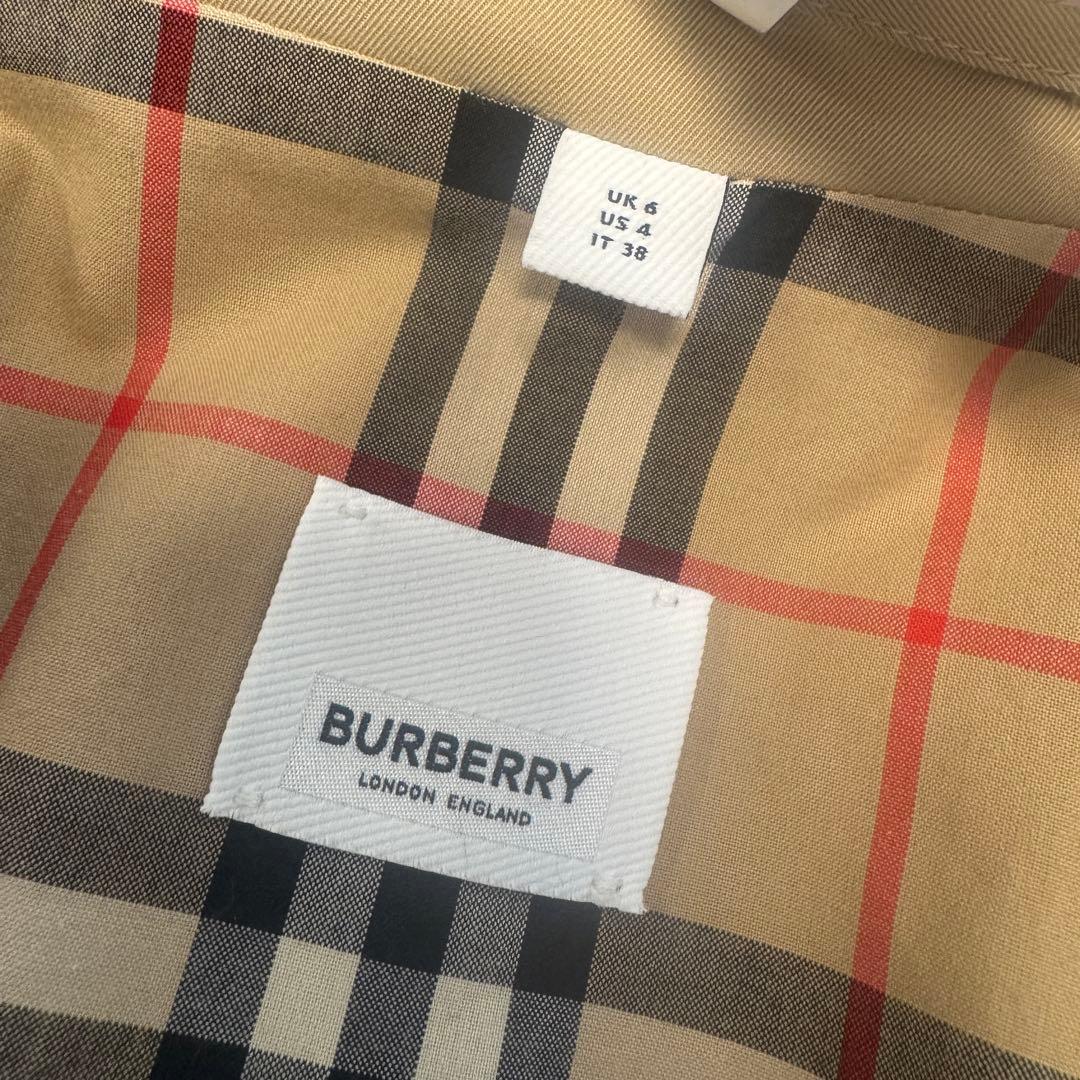 UK 6
US 4
IT 38
BURBERRY
LONDON ENGLAND